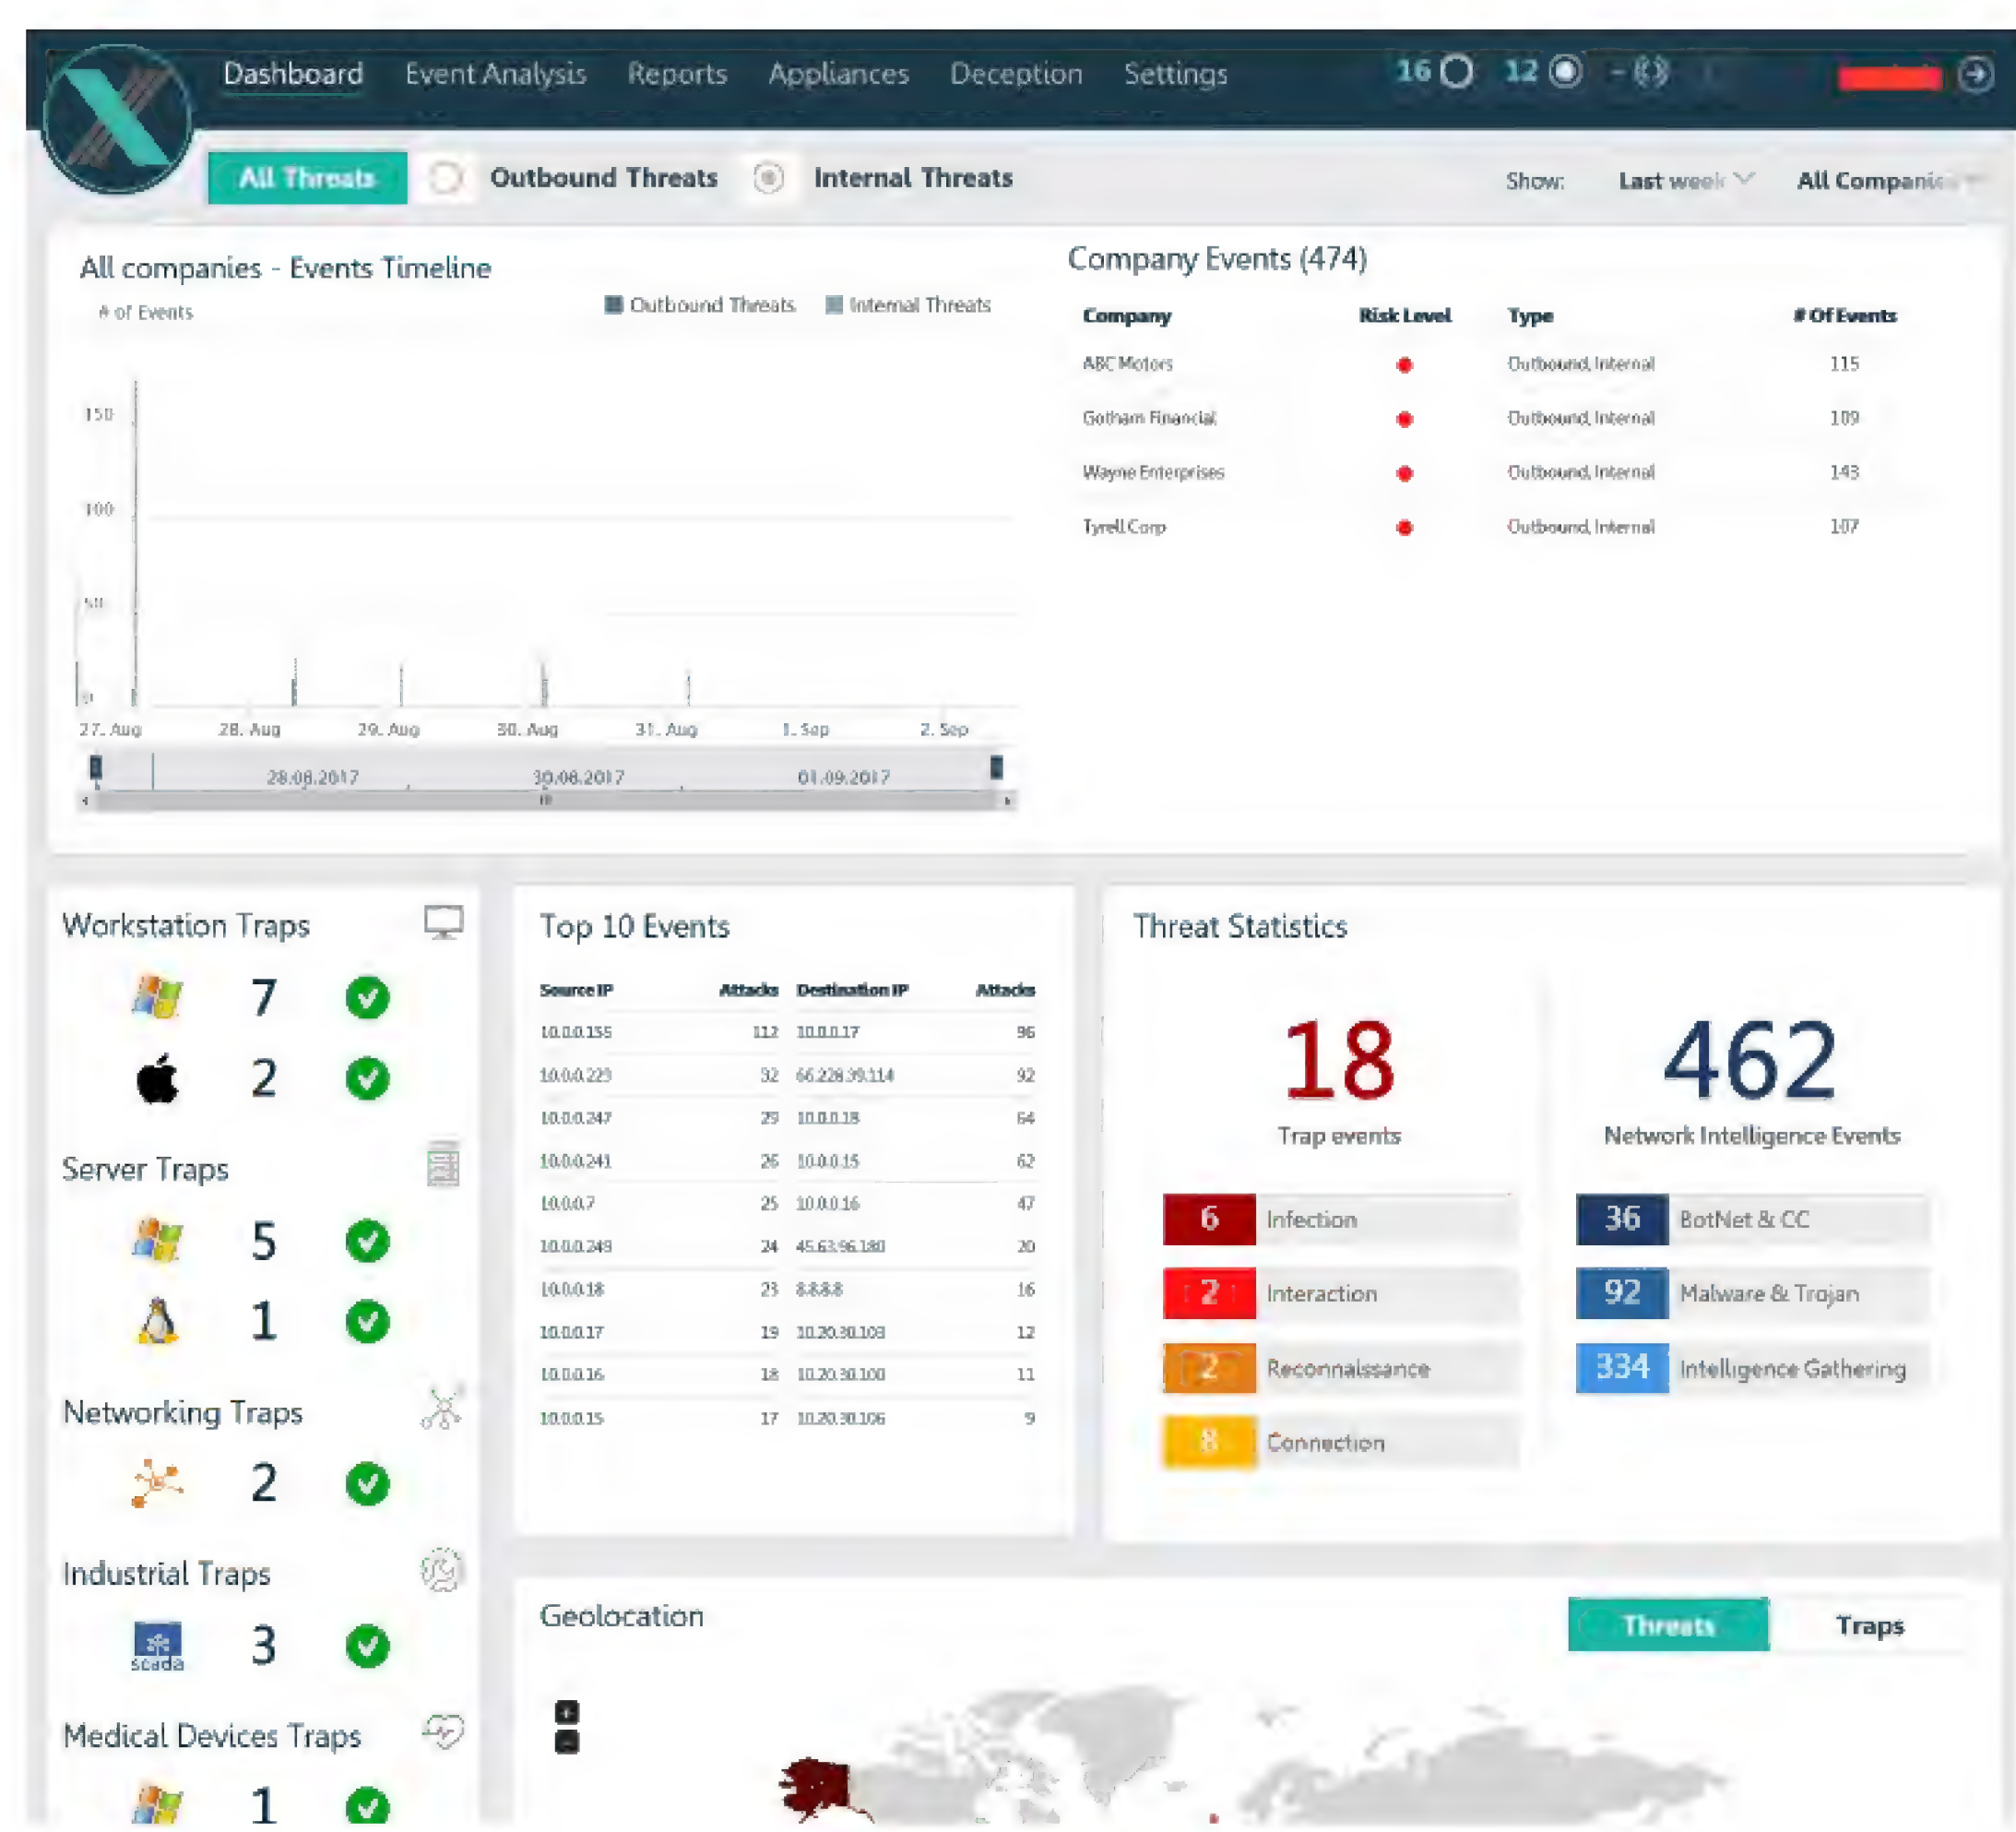 Dashboard Event Analysis Reports Appliances Deception Settings 16 12 -
All Threats Outbound Threats Internal Threats Show: Last week All Companies
All companies - Events Timeline
# of Events
Outbound Threats Internal Threats
150
100
50
0
27. Aug 28. Aug 29. Aug 30. Aug 31. Aug 1. Sep 2. Sep
28.08.2017 30.08.2017 01.09.2017
Company Events (474)
Company Risk Level Type # Of Events
ABC Motors Outbound, Internal 115
Gotham Financial Outbound, Internal 109
Wayne Enterprises Outbound, Internal 143
Tyrell Corp Outbound, Internal 107
Workstation Traps
7
2
Server Traps
5
1
Networking Traps
2
Industrial Traps
scada 3
Medical Devices Traps
1
Top 10 Events
Source IP Attacks Destination IP Attacks
10.0.0.155 112 10.0.0.17 96
10.0.0.229 32 66.228.39.114 92
10.0.0.247 29 10.0.0.18 64
10.0.0.241 26 10.0.0.15 62
10.0.0.7 25 10.0.0.16 47
10.0.0.249 24 45.63.96.180 20
10.0.0.18 23 8.8.8.8 16
10.0.0.17 19 10.20.30.103 12
10.0.0.16 18 10.20.30.100 11
10.0.0.15 17 10.20.30.106 9
Threat Statistics
18
Trap events
6 Infection
2 Interaction
2 Reconnaissance
8 Connection
462
Network Intelligence Events
36 BotNet & CC
92 Malware & Trojan
334 Intelligence Gathering
Geolocation
Threats Traps
+
-